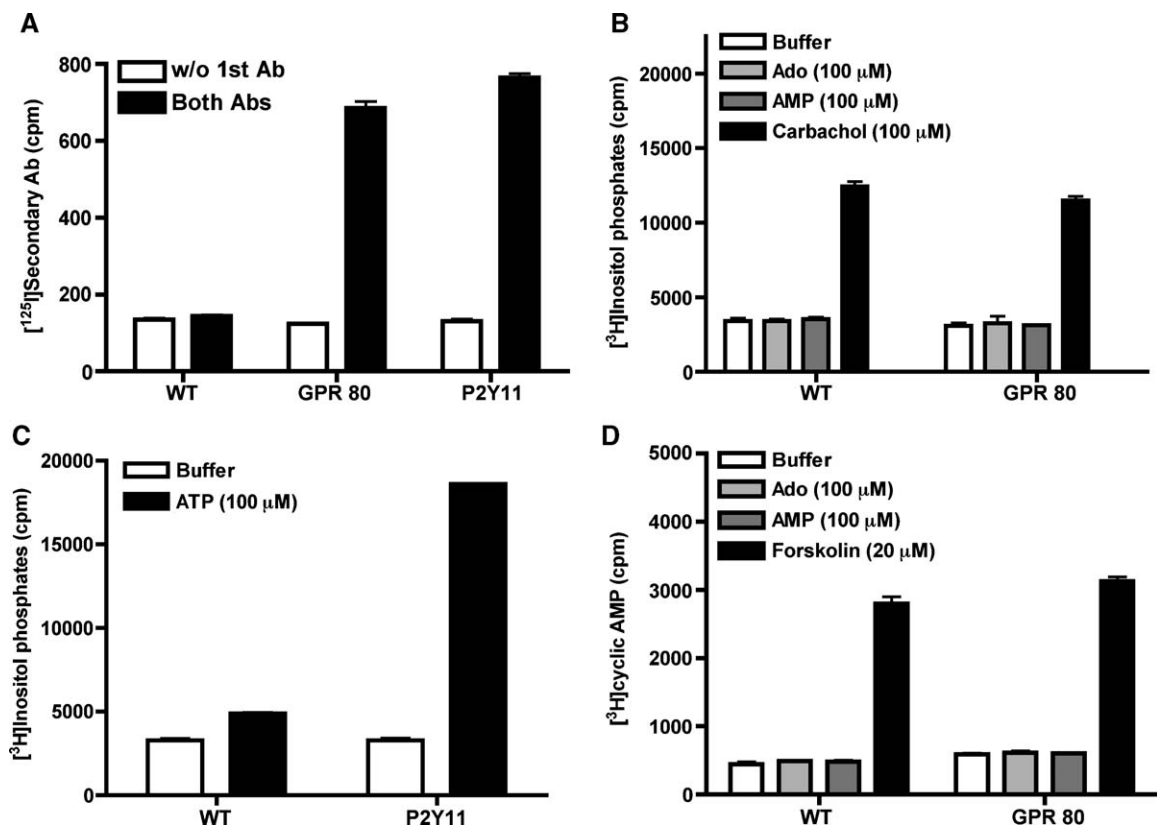 A
w/o 1st Ab
Both Abs
[¹²⁵I]Secondary Ab (cpm)
800
600
400
200
0
WT
GPR 80
P2Y11
B
Buffer
Ado (100 μM)
AMP (100 μM)
Carbachol (100 μM)
[³H]Inositol phosphates (cpm)
20000
15000
10000
5000
0
WT
GPR 80
C
Buffer
ATP (100 μM)
[³H]Inositol phosphates (cpm)
20000
15000
10000
5000
0
WT
P2Y11
D
Buffer
Ado (100 μM)
AMP (100 μM)
Forskolin (20 μM)
[³H]cyclic AMP (cpm)
5000
4000
3000
2000
1000
0
WT
GPR 80